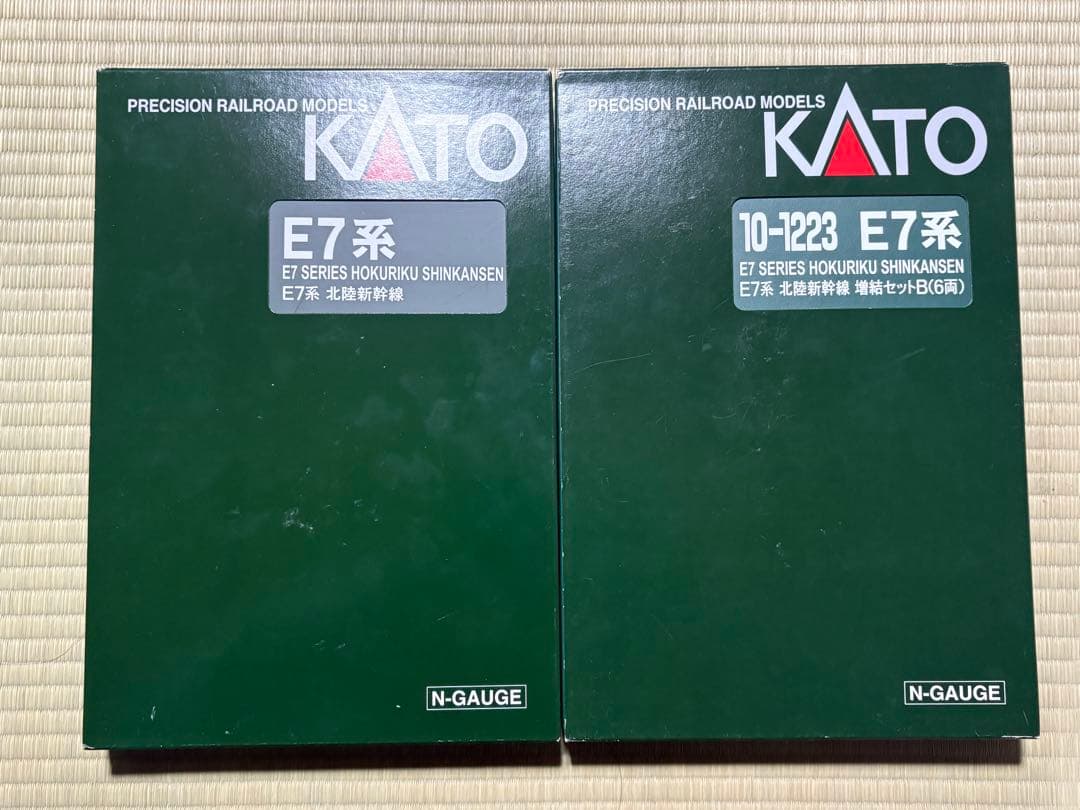 PRECISION RAILROAD MODELS
KATO
E7系
E7 SERIES HOKURIKU SHINKANSEN
E7系 北陸新幹線
N-GAUGE
PRECISION RAILROAD MODELS
KATO
10-1223 E7系
E7 SERIES HOKURIKU SHINKANSEN
E7系 北陸新幹線 増結セットB(6両)
N-GAUGE